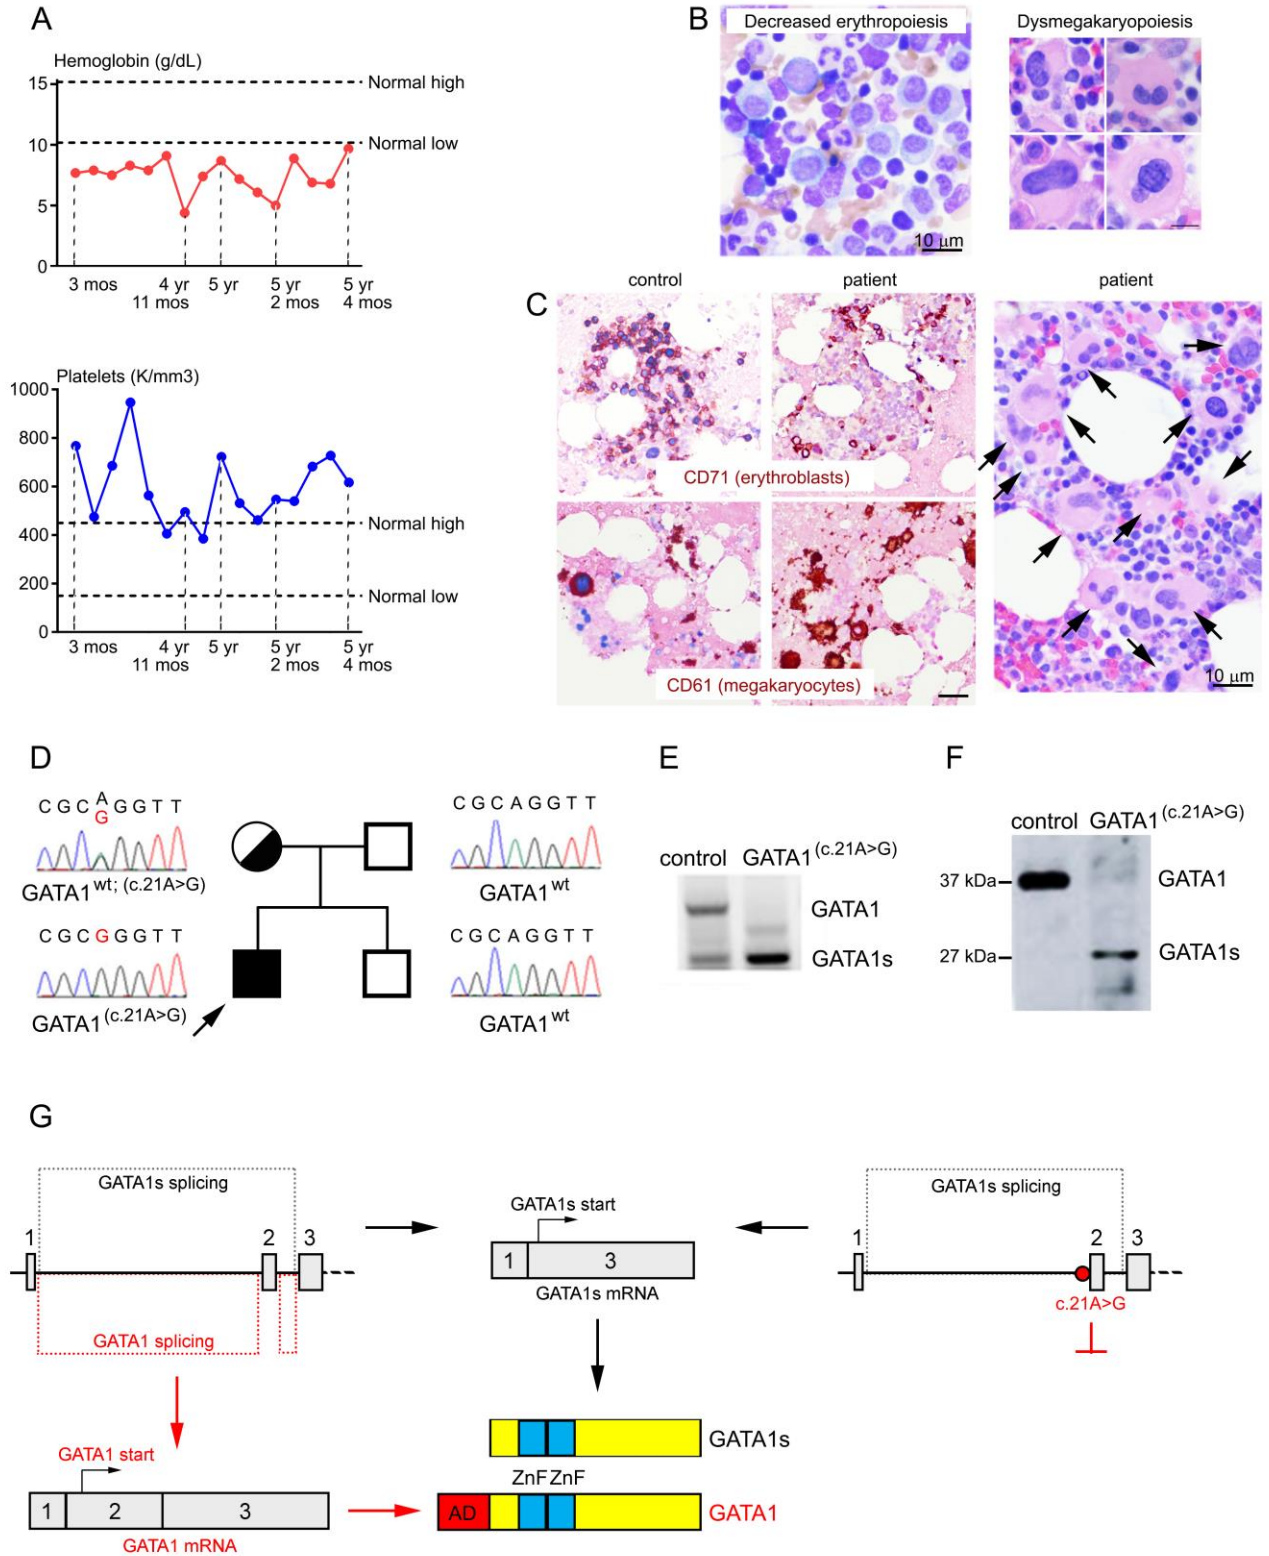 A
Hemoglobin (g/dL)
15
Normal high
10
Normal low
5
0
3 mos
4 yr
11 mos
5 yr
5 yr
2 mos
5 yr
4 mos
Platelets (K/mm3)
1000
800
600
Normal high
400
200
Normal low
0
3 mos
4 yr
11 mos
5 yr
5 yr
2 mos
5 yr
4 mos
B
Decreased erythropoiesis
10 µm
Dysmegakaryopoiesis
C
control
patient
patient
CD71 (erythroblasts)
CD61 (megakaryocytes)
10 µm
D
C G C A G G T T
G
GATA1 wt; (c.21A>G)
C G C A G G T T
GATA1 wt
C G C G G G T T
GATA1 (c.21A>G)
C G C A G G T T
GATA1 wt
E
control GATA1 (c.21A>G)
GATA1
GATA1s
F
control GATA1 (c.21A>G)
37 kDa
GATA1
27 kDa
GATA1s
G
GATA1s splicing
1
2
3
GATA1 splicing
GATA1s start
1
3
GATA1s mRNA
GATA1s splicing
1
2
3
c.21A>G
GATA1 start
1
2
3
GATA1 mRNA
GATA1s
ZnF ZnF
AD
GATA1